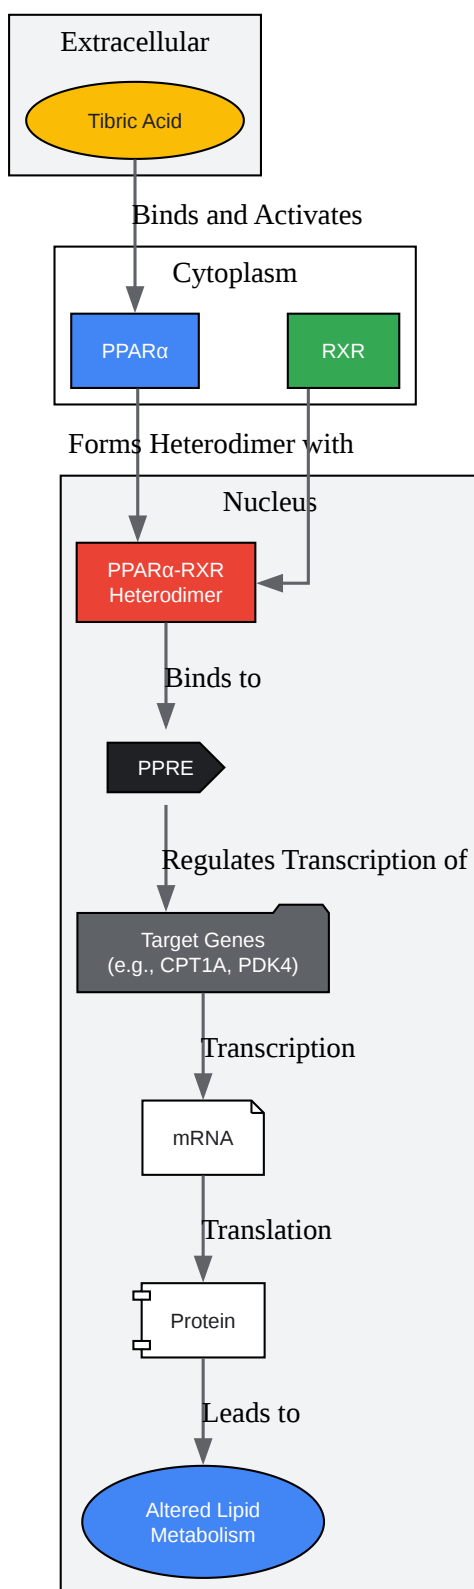 Extracellular
Tibric Acid
Binds and Activates
Cytoplasm
PPARα
RXR
Forms Heterodimer with
Nucleus
PPARα-RXR
Heterodimer
Binds to
PPRE
Regulates Transcription of
Target Genes
(e.g., CPT1A, PDK4)
Transcription
mRNA
Translation
Protein
Leads to
Altered Lipid
Metabolism